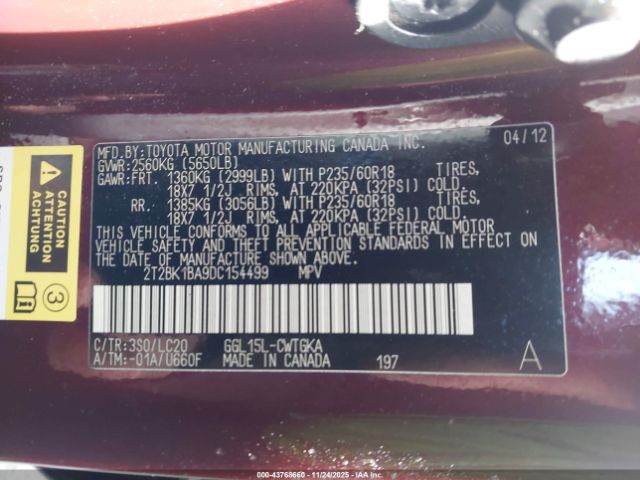 CAUTION
ACHTUNG
3
MFD.BY:TOYOTA MOTOR MANUFACTURING CANADA INC. 04/12
GVWR:2560KG (5650LB)
GAWR:FRT. 1360KG (2999LB) WITH P235/60R18 TIRES,
18X7 1/2J RIMS, AT 220KPA (32PSI) COLD.
RR. 1385KG (3056LB) WITH P235/60R18 TIRES,
18X7 1/2J RIMS, AT 220KPA (32PSI) COLD.
THIS VEHICLE CONFORMS TO ALL APPLICABLE FEDERAL MOTOR
VEHICLE SAFETY AND THEFT PREVENTION STANDARDS IN EFFECT ON
THE DATE OF MANUFACTURE SHOWN ABOVE.
2T2BK1BA9DC154499 MPV
C/TR:3S0/LC20 GGL15L-CWTGKA
A/TM:-01A/U660F MADE IN CANADA 197 A
000-43768660 - 11/24/2025 - IAAI.COM